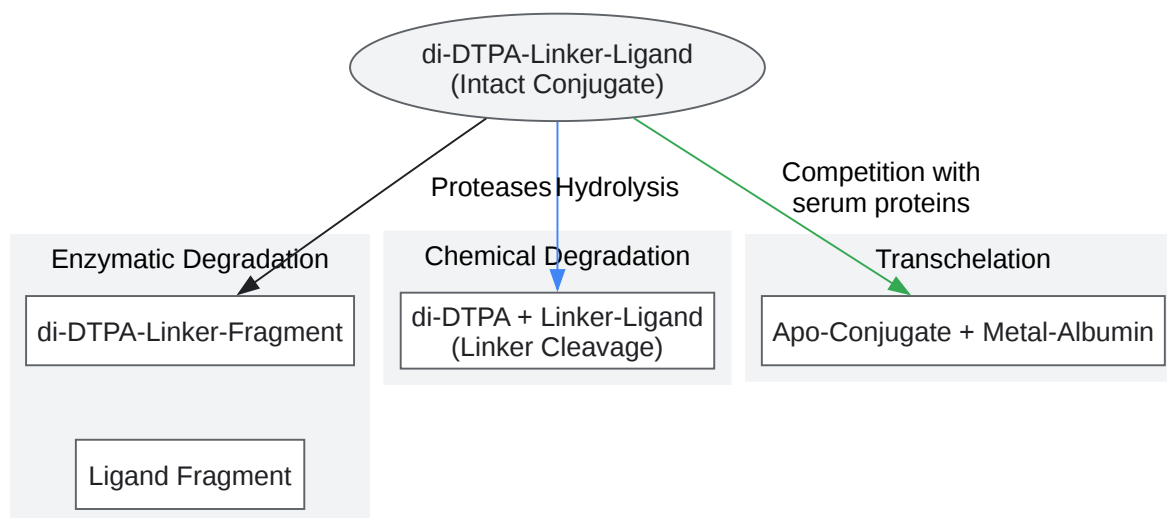 di-DTPA-Linker-Ligand
(Intact Conjugate)
Proteases
Hydrolysis
Competition with
serum proteins
Enzymatic Degradation
di-DTPA-Linker-Fragment
Ligand Fragment
Chemical Degradation
di-DTPA + Linker-Ligand
(Linker Cleavage)
Transchelation
Apo-Conjugate + Metal-Albumin